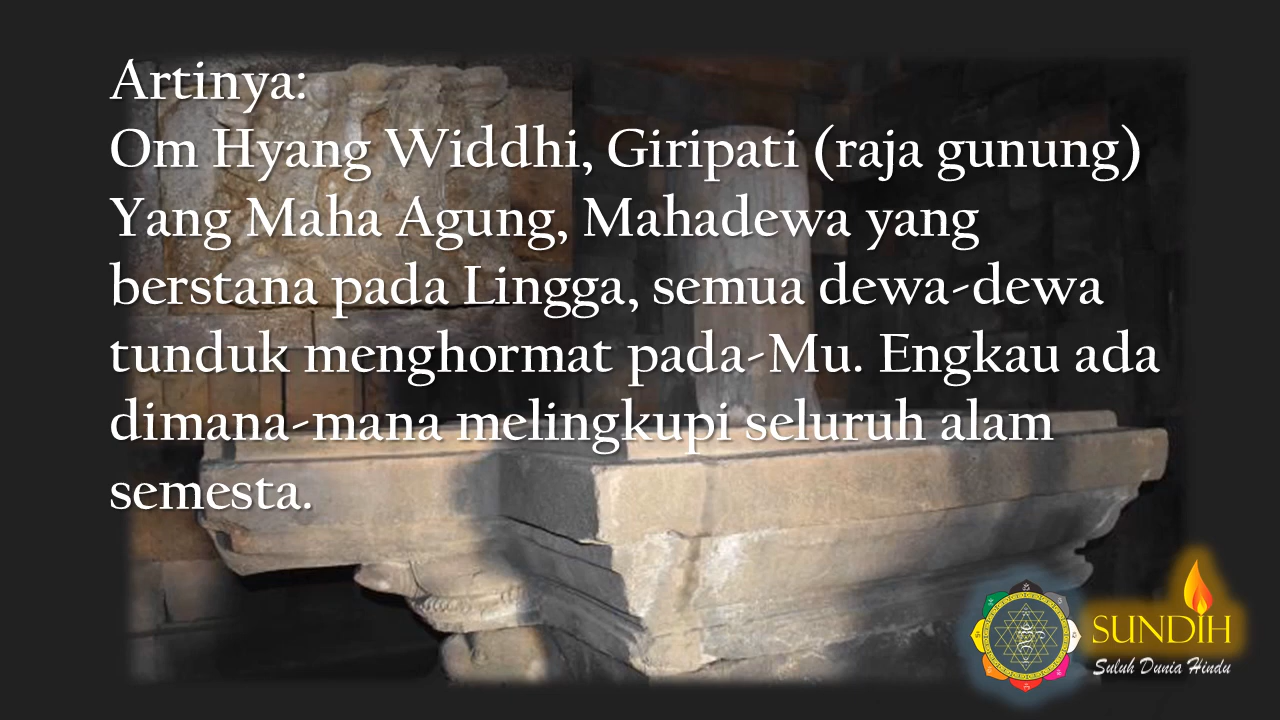 Artinya:
Om Hyang Widdhi, Giripati (raja gunung)
Yang Maha Agung, Mahadewa yang
berstana pada Lingga, semua dewa-dewa
tunduk menghormat pada-Mu. Engkau ada
dimana-mana melingkupi seluruh alam
semesta.
SUNDIH
Suluh Dunia Hindu